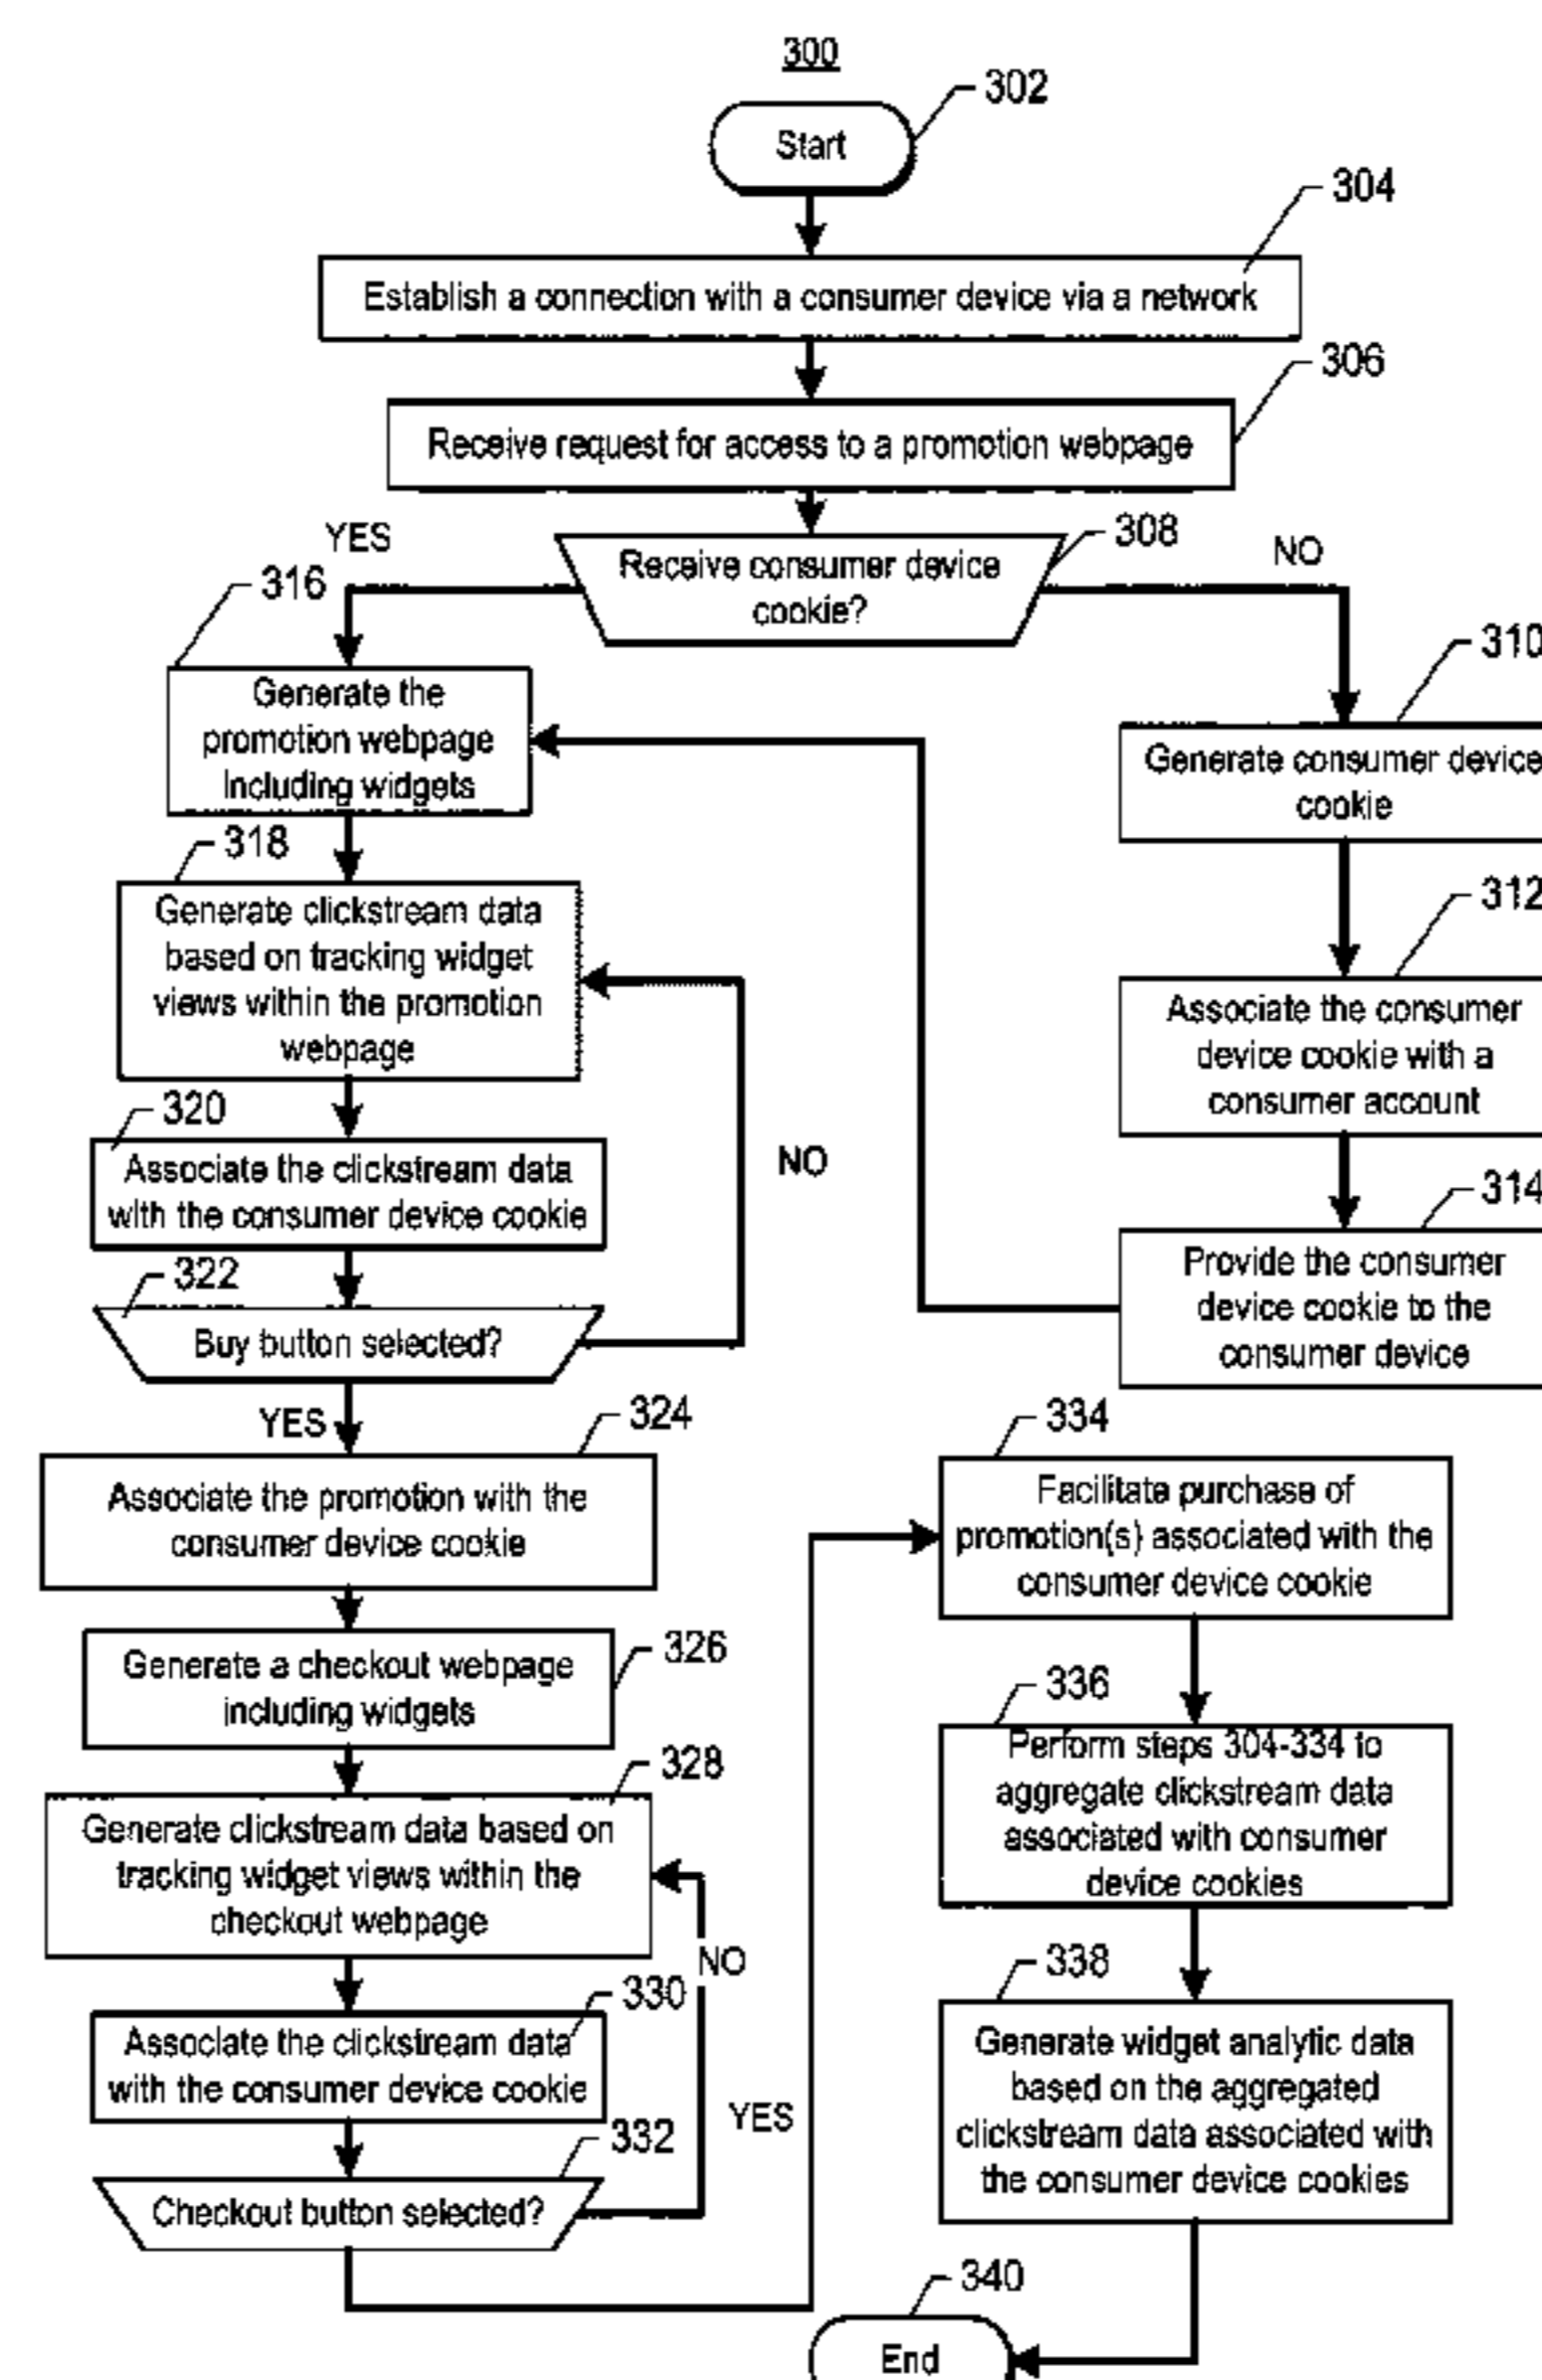 300
302
Start
304
Establish a connection with a consumer device via a network
306
Receive request for access to a promotion webpage
308
Receive consumer device
cookie?
YES
NO
316
Generate the
promotion webpage
including widgets
310
Generate consumer device
cookie
318
Generate clickstream data
based on tracking widget
views within the promotion
webpage
312
Associate the consumer
device cookie with a
consumer account
320
Associate the clickstream data
with the consumer device cookie
NO
314
Provide the consumer
device cookie to the
consumer device
322
Buy button selected?
YES
324
Associate the promotion with the
consumer device cookie
326
Generate a checkout webpage
including widgets
328
Generate clickstream data based on
tracking widget views within the
checkout webpage
NO
330
Associate the clickstream data
with the consumer device cookie
332
Checkout button selected?
YES
334
Facilitate purchase of
promotion(s) associated with the
consumer device cookie
336
Perform steps 304-334 to
aggregate clickstream data
associated with consumer
device cookies
338
Generate widget analytic data
based on the aggregated
clickstream data associated with
the consumer device cookies
340
End